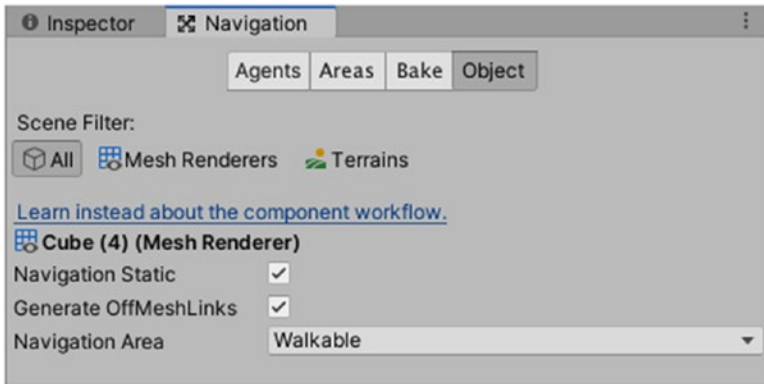 Inspector Navigation
Agents Areas Bake Object
Scene Filter:
All Mesh Renderers Terrains
Learn instead about the component workflow.
Cube (4) (Mesh Renderer)
Navigation Static
Generate OffMeshLinks
Navigation Area Walkable